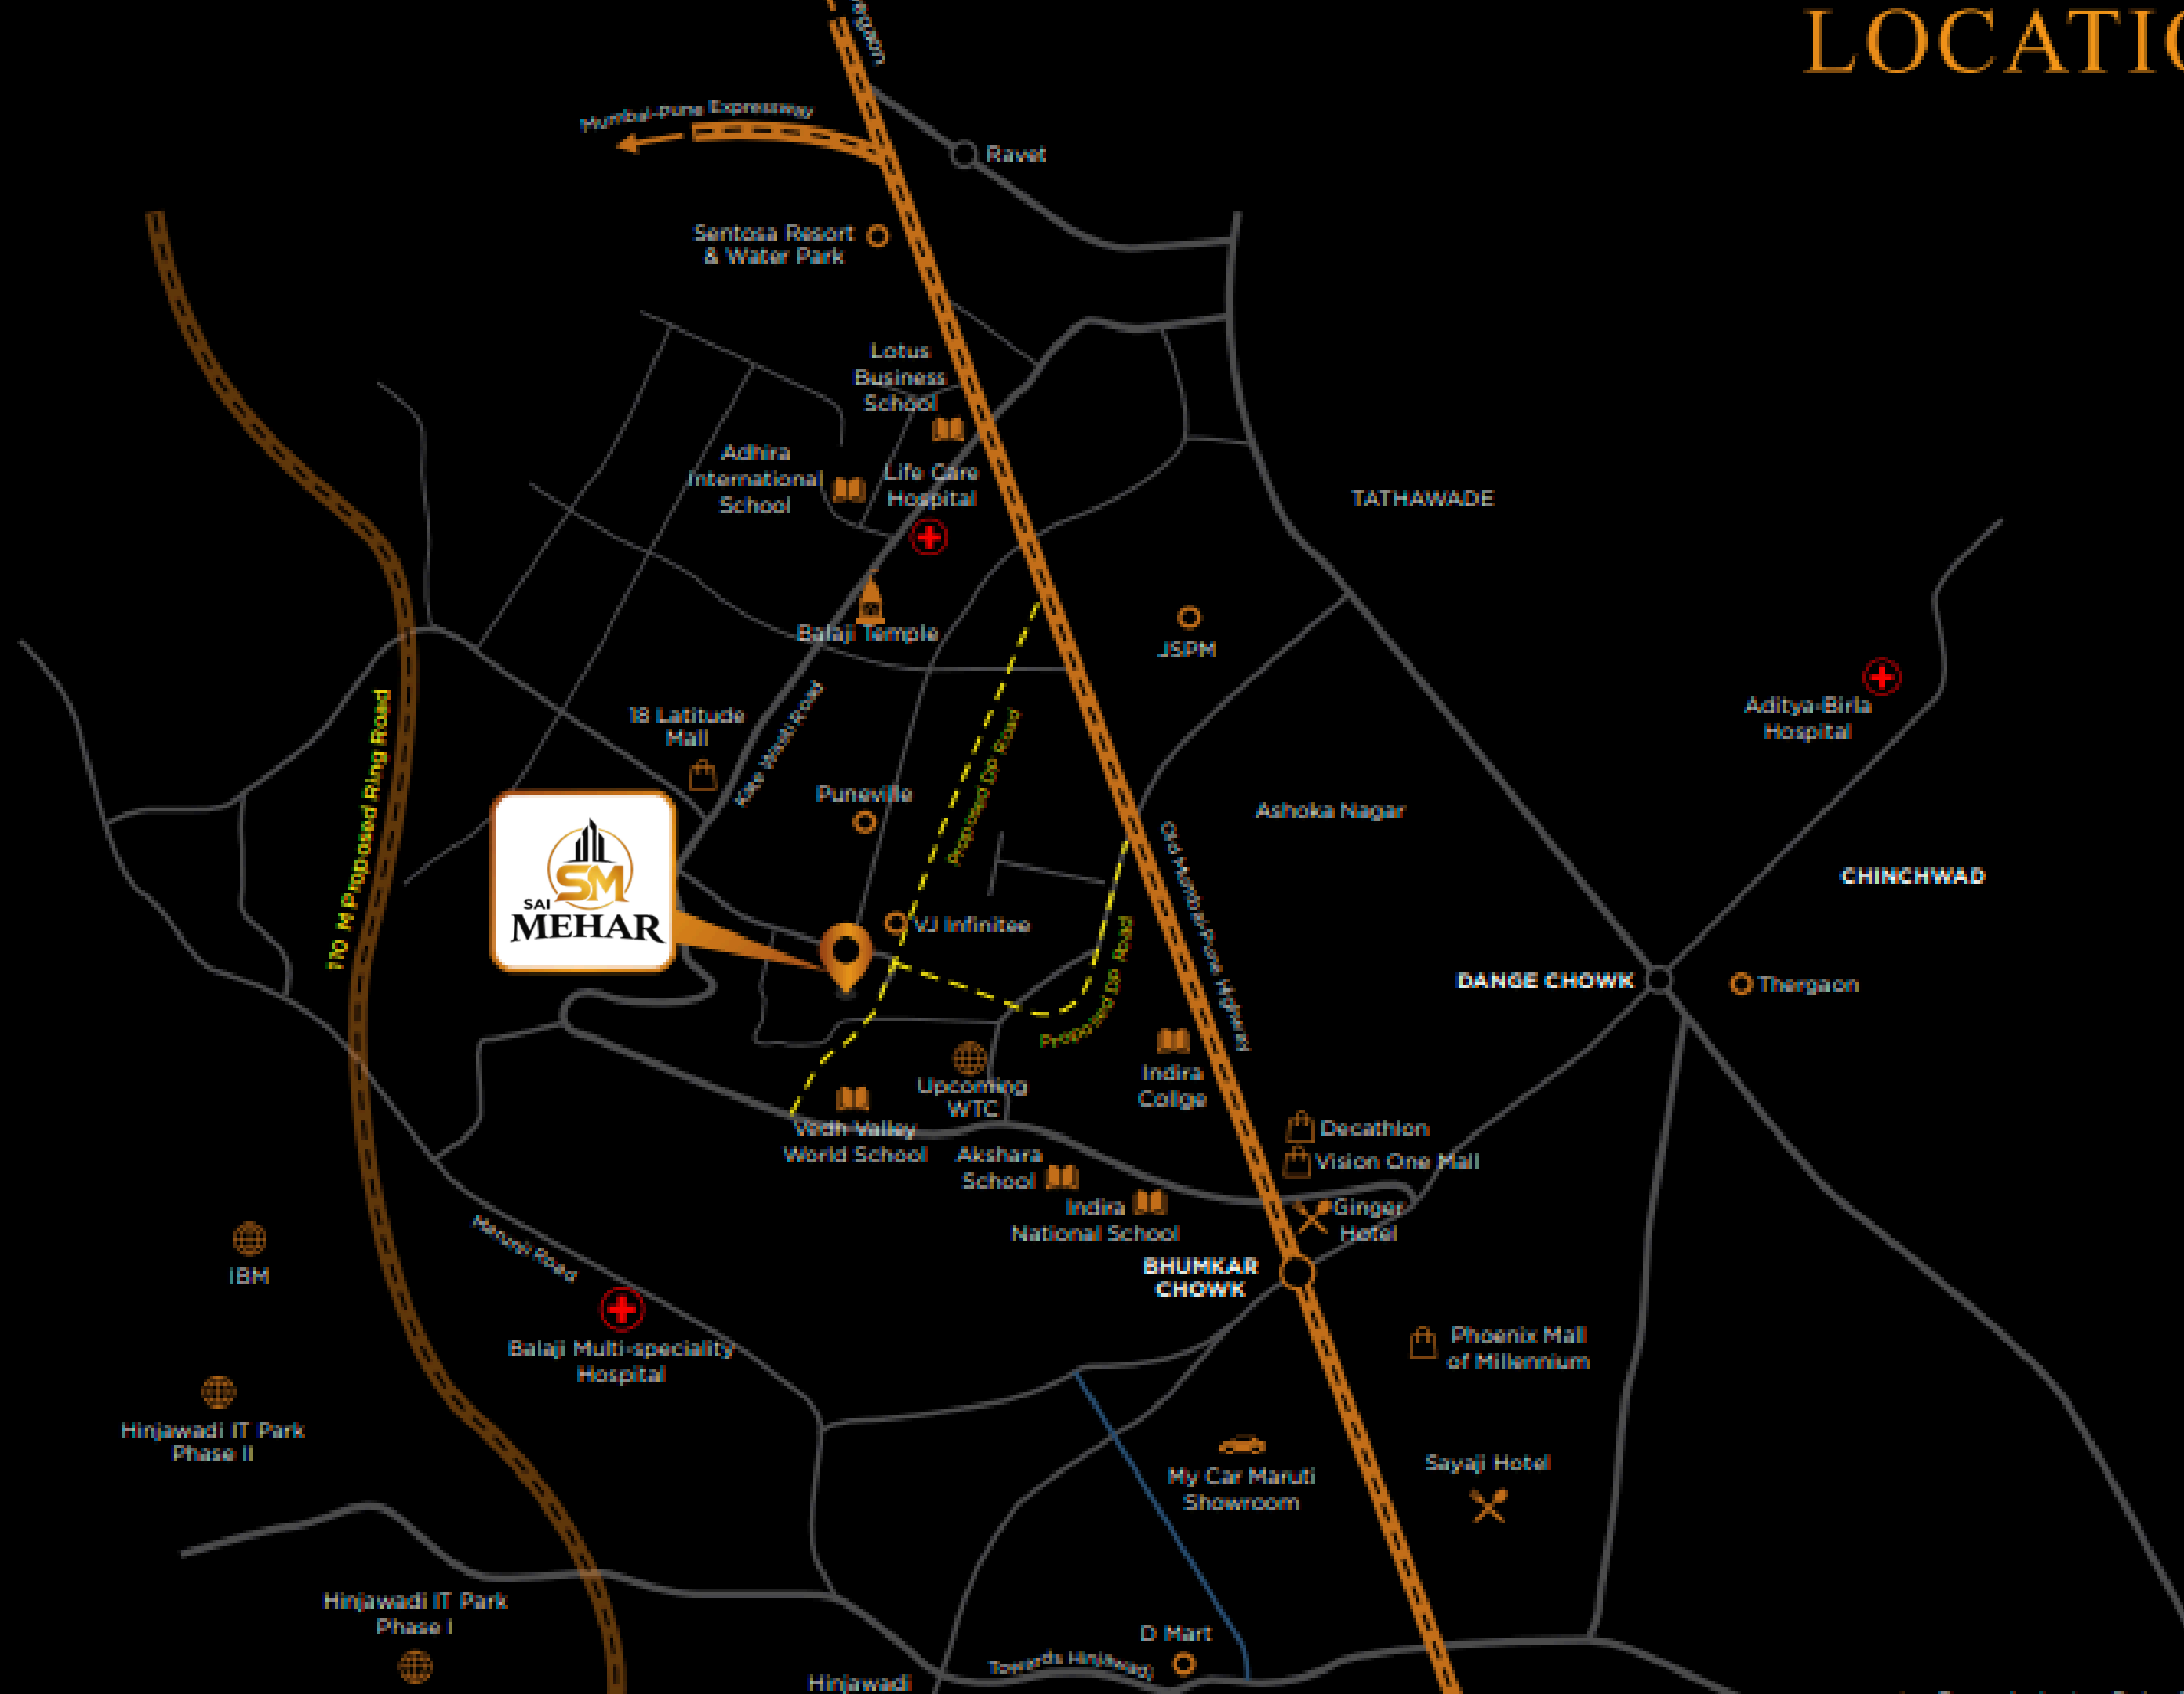 LOCATIO
Mumbai-Pune Expressway
Ravet
Sentosa Resort
& Water Park
Lotus
Business
School
Adhira
International
School
Life Care
Hospital
TATHAWADE
Balaji Temple
JSPM
Aditya-Birla
Hospital
18 Latitude
Mall
Kate Wasti Road
Proposed DP Road
110 M Proposed Ring Road
Puneville
Ashoka Nagar
Old Mumbai-Pune Highway
SM
SAI
MEHAR
CHINCHWAD
VJ Infinitee
Proposed DP Road
DANGE CHOWK
Thergaon
Upcoming
WTC
Indira
Collge
Vedh Valley
World School
Decathlon
Vision One Mall
Akshara
School
Indira
National School
Ginger
Hotel
Marunji Road
IBM
BHUMKAR
CHOWK
Balaji Multi-speciality
Hospital
Phoenix Mall
of Millennium
Hinjawadi IT Park
Phase II
My Car Maruti
Showroom
Sayaji Hotel
Hinjawadi IT Park
Phase I
D Mart
Towards Hinjawadi
Hinjawadi